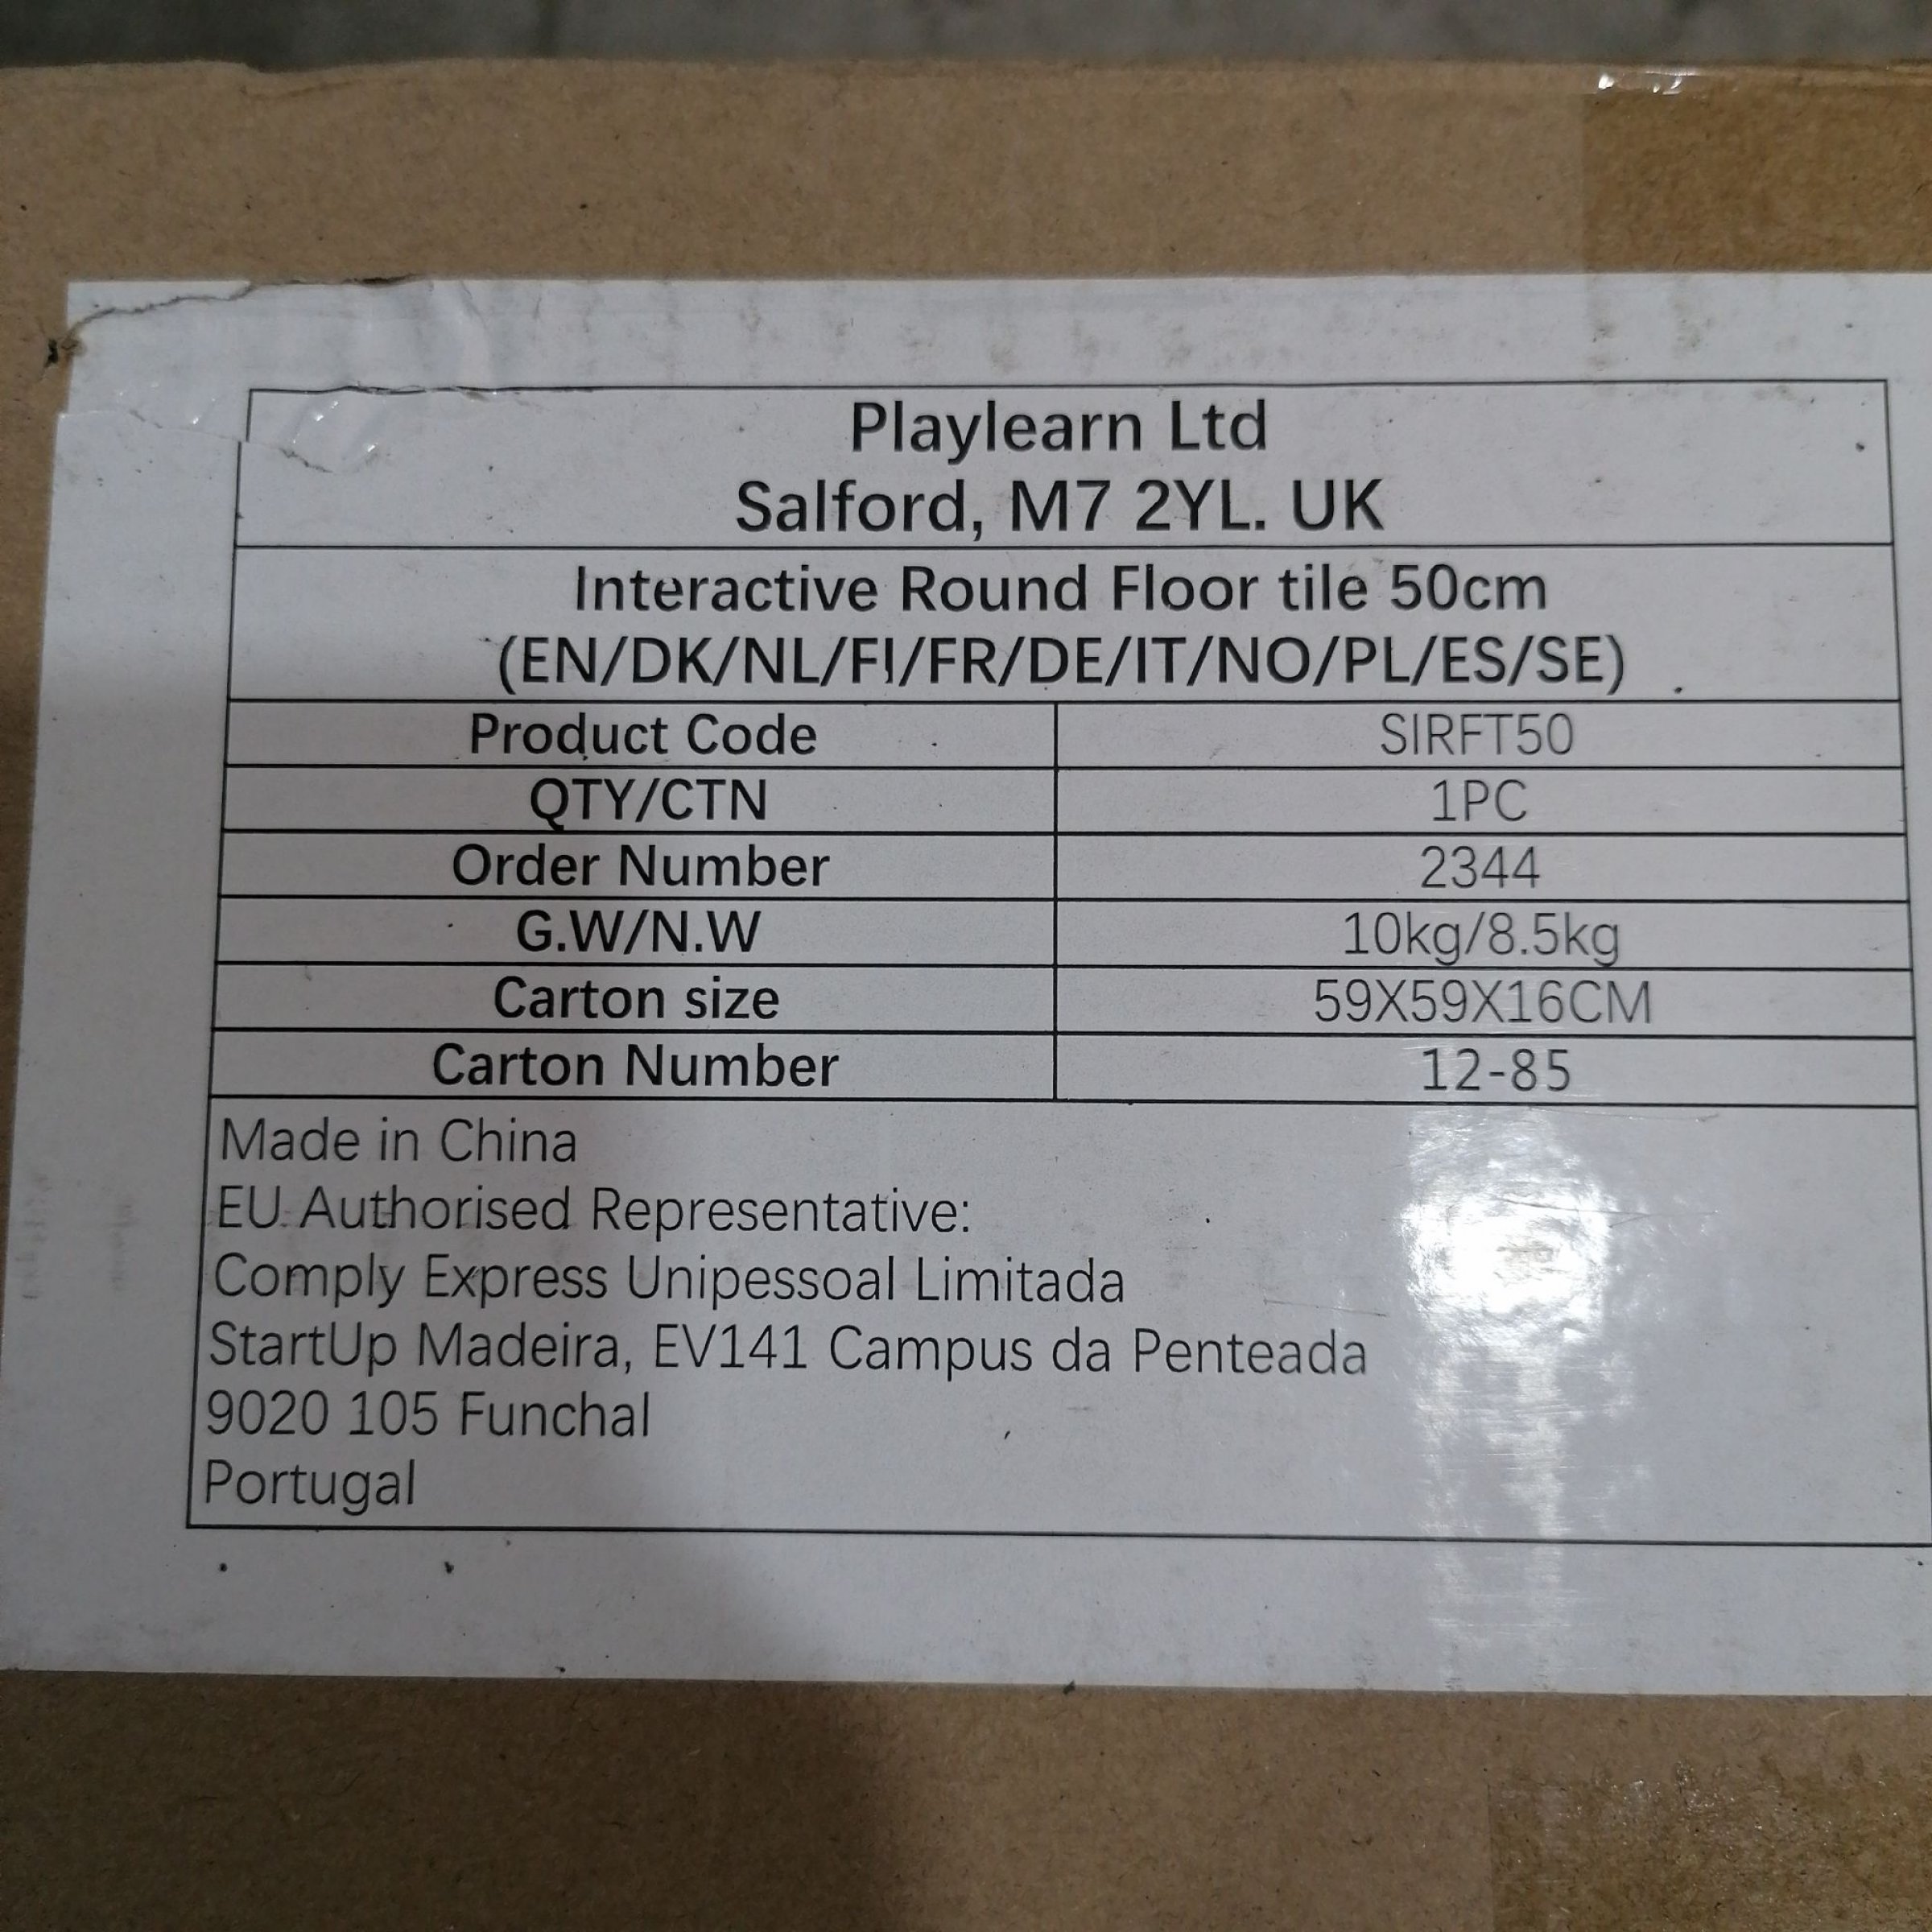 Playlearn Ltd
Salford, M7 2YL. UK
Interactive Round Floor tile 50cm
(EN/DK/NL/FI/FR/DE/IT/NO/PL/ES/SE)
Product Code SIRFT50
QTY/CTN 1PC
Order Number 2344
G.W/N.W 10kg/8.5kg
Carton size 59X59X16CM
Carton Number 12-85
Made in China
EU Authorised Representative:
Comply Express Unipessoal Limitada
StartUp Madeira, EV141 Campus da Penteada
9020 105 Funchal
Portugal